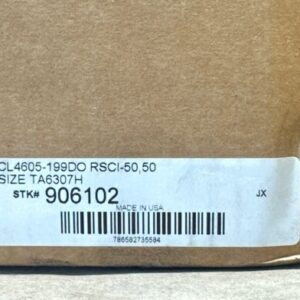 CL4605-199DO RSCI-50,50
SIZE TA6307H
STK# 906102 JX
MADE IN USA
786582735584